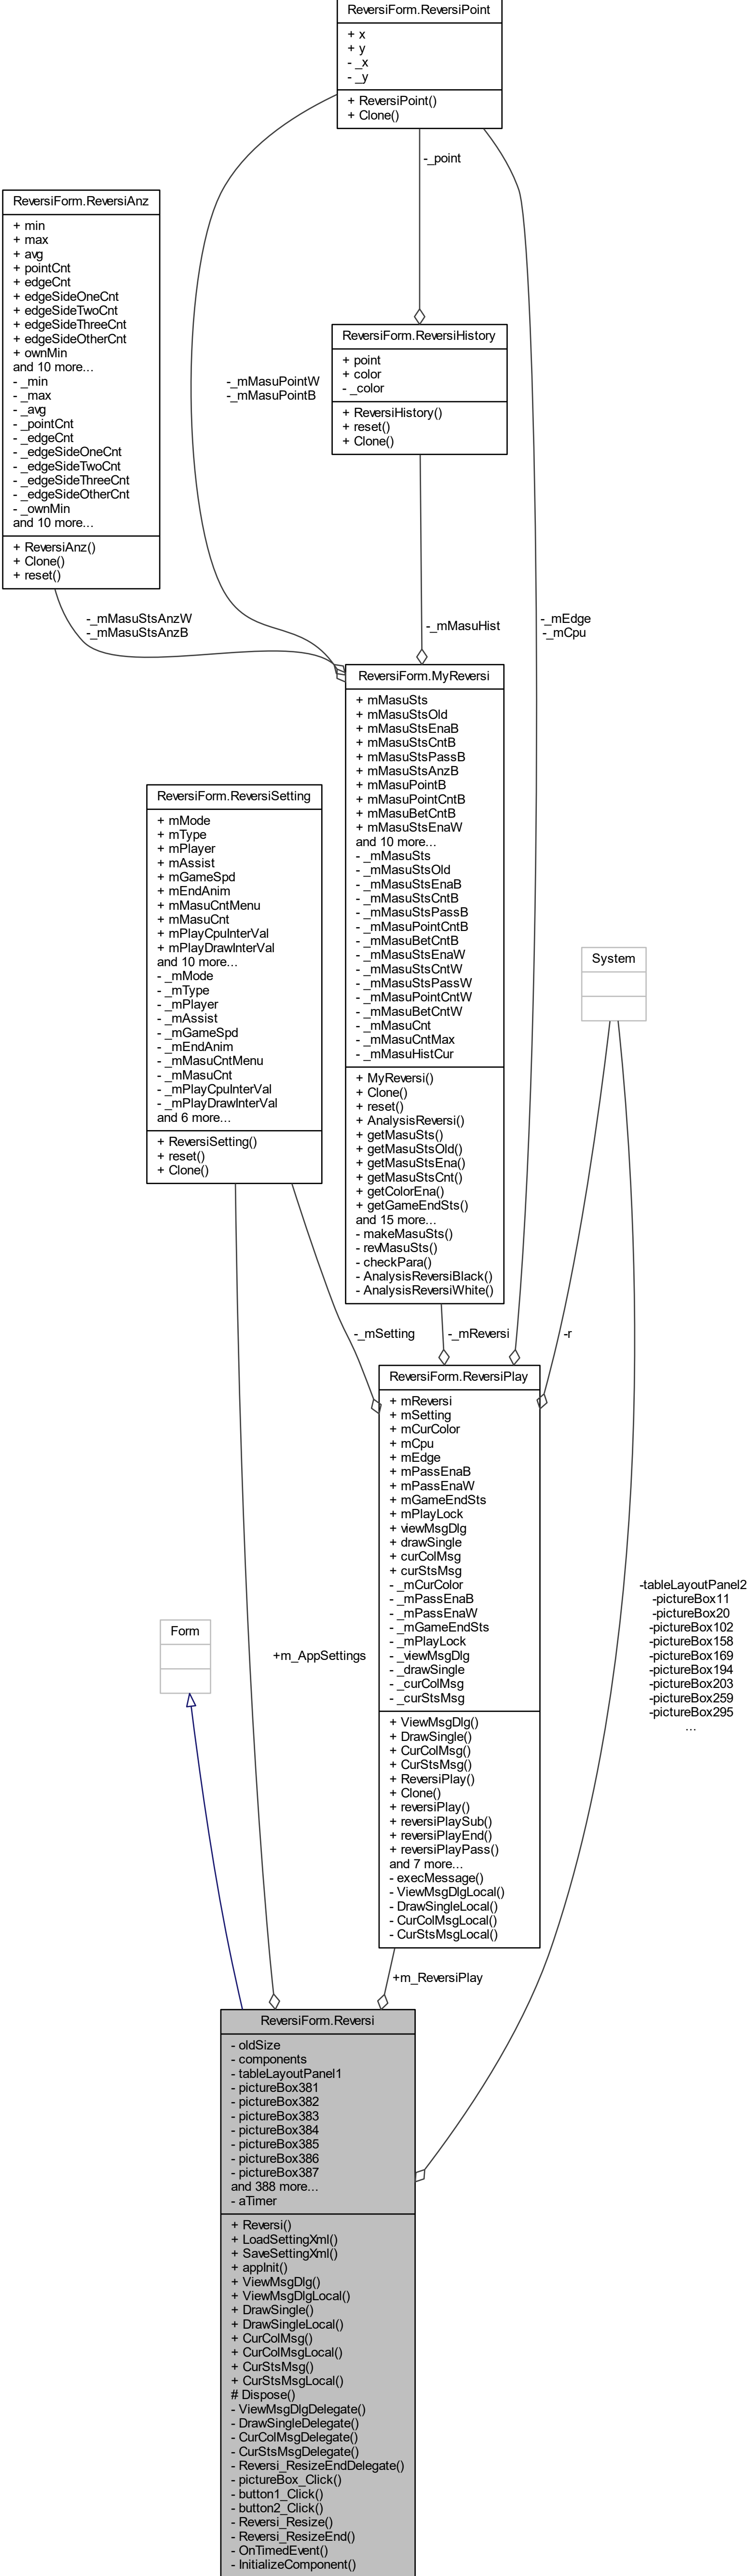 ReversiForm.ReversiPoint
+ x
+ y
- _x
- _y
+ ReversiPoint()
+ Clone()
-_point
ReversiForm.ReversiAnz
+ min
+ max
+ avg
+ pointCnt
+ edgeCnt
+ edgeSideOneCnt
+ edgeSideTwoCnt
+ edgeSideThreeCnt
+ edgeSideOtherCnt
+ ownMin
and 10 more...
- _min
- _max
- _avg
- _pointCnt
- _edgeCnt
- _edgeSideOneCnt
- _edgeSideTwoCnt
- _edgeSideThreeCnt
- _edgeSideOtherCnt
- _ownMin
and 10 more...
+ ReversiAnz()
+ Clone()
+ reset()
ReversiForm.ReversiHistory
+ point
+ color
- _color
+ ReversiHistory()
+ reset()
+ Clone()
-_mMasuPointW
-_mMasuPointB
-_mMasuStsAnzW
-_mMasuStsAnzB
-_mMasuHist
-_mEdge
-_mCpu
ReversiForm.MyReversi
+ mMasuSts
+ mMasuStsOld
+ mMasuStsEnaB
+ mMasuStsCntB
+ mMasuStsPassB
+ mMasuStsAnzB
+ mMasuPointB
+ mMasuPointCntB
+ mMasuBetCntB
+ mMasuStsEnaW
and 10 more...
- _mMasuSts
- _mMasuStsOld
- _mMasuStsEnaB
- _mMasuStsCntB
- _mMasuStsPassB
- _mMasuPointCntB
- _mMasuBetCntB
- _mMasuStsEnaW
- _mMasuStsCntW
- _mMasuStsPassW
- _mMasuPointCntW
- _mMasuBetCntW
- _mMasuCnt
- _mMasuCntMax
- _mMasuHistCur
+ MyReversi()
+ Clone()
+ reset()
+ AnalysisReversi()
+ getMasuSts()
+ getMasuStsOld()
+ getMasuStsEna()
+ getMasuStsCnt()
+ getColorEna()
+ getGameEndSts()
and 15 more...
- makeMasuSts()
- revMasuSts()
- checkPara()
- AnalysisReversiBlack()
- AnalysisReversiWhite()
ReversiForm.ReversiSetting
+ mMode
+ mType
+ mPlayer
+ mAssist
+ mGameSpd
+ mEndAnim
+ mMasuCntMenu
+ mMasuCnt
+ mPlayCpuInterVal
+ mPlayDrawInterVal
and 10 more...
- _mMode
- _mType
- _mPlayer
- _mAssist
- _mGameSpd
- _mEndAnim
- _mMasuCntMenu
- _mMasuCnt
- _mPlayCpuInterVal
- _mPlayDrawInterVal
and 6 more...
+ ReversiSetting()
+ reset()
+ Clone()
System
-_mSetting
-_mReversi
-r
ReversiForm.ReversiPlay
+ mReversi
+ mSetting
+ mCurColor
+ mCpu
+ mEdge
+ mPassEnaB
+ mPassEnaW
+ mGameEndSts
+ mPlayLock
+ viewMsgDlg
+ drawSingle
+ curColMsg
+ curStsMsg
- _mCurColor
- _mPassEnaB
- _mPassEnaW
- _mGameEndSts
- _mPlayLock
- _viewMsgDlg
- _drawSingle
- _curColMsg
- _curStsMsg
+ ViewMsgDlg()
+ DrawSingle()
+ CurColMsg()
+ CurStsMsg()
+ ReversiPlay()
+ Clone()
+ reversiPlay()
+ reversiPlaySub()
+ reversiPlayEnd()
+ reversiPlayPass()
and 7 more...
- execMessage()
- ViewMsgDlgLocal()
- DrawSingleLocal()
- CurColMsgLocal()
- CurStsMsgLocal()
-tableLayoutPanel2
-pictureBox11
-pictureBox20
-pictureBox102
-pictureBox158
-pictureBox169
-pictureBox194
-pictureBox203
-pictureBox259
-pictureBox295
...
Form
+m_AppSettings
+m_ReversiPlay
ReversiForm.Reversi
- oldSize
- components
- tableLayoutPanel1
- pictureBox381
- pictureBox382
- pictureBox383
- pictureBox384
- pictureBox385
- pictureBox386
- pictureBox387
and 388 more...
- aTimer
+ Reversi()
+ LoadSettingXml()
+ SaveSettingXml()
+ appInit()
+ ViewMsgDlg()
+ ViewMsgDlgLocal()
+ DrawSingle()
+ DrawSingleLocal()
+ CurColMsg()
+ CurColMsgLocal()
+ CurStsMsg()
+ CurStsMsgLocal()
# Dispose()
- ViewMsgDlgDelegate()
- DrawSingleDelegate()
- CurColMsgDelegate()
- CurStsMsgDelegate()
- Reversi_ResizeEndDelegate()
- pictureBox_Click()
- button1_Click()
- button2_Click()
- Reversi_Resize()
- Reversi_ResizeEnd()
- OnTimedEvent()
- InitializeComponent()